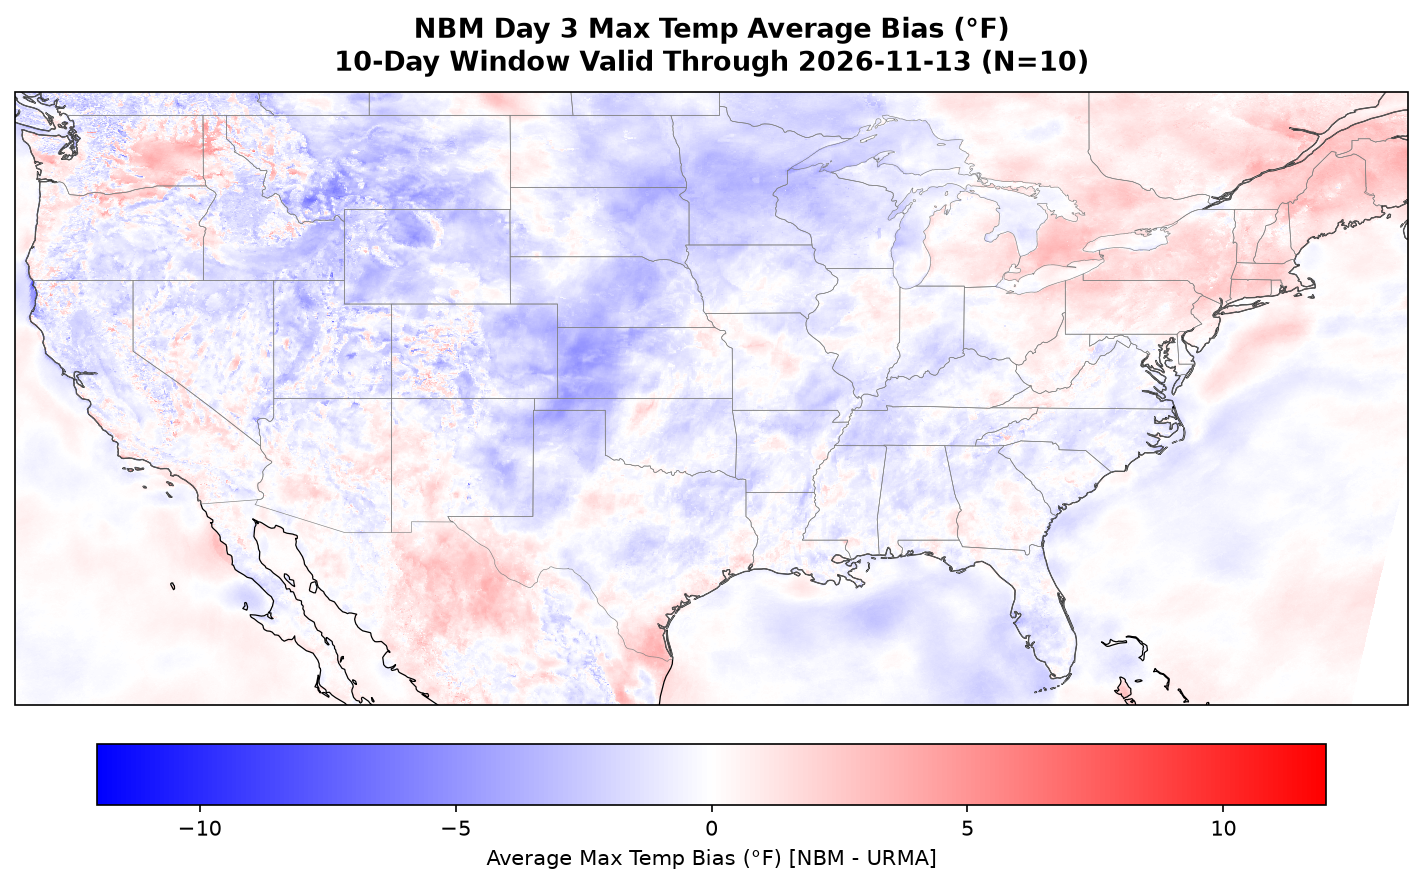 NBM Day 3 Max Temp Average Bias (°F)
10-Day Window Valid Through 2026-11-13 (N=10)
−10 −5 0 5 10
Average Max Temp Bias (°F) [NBM - URMA]